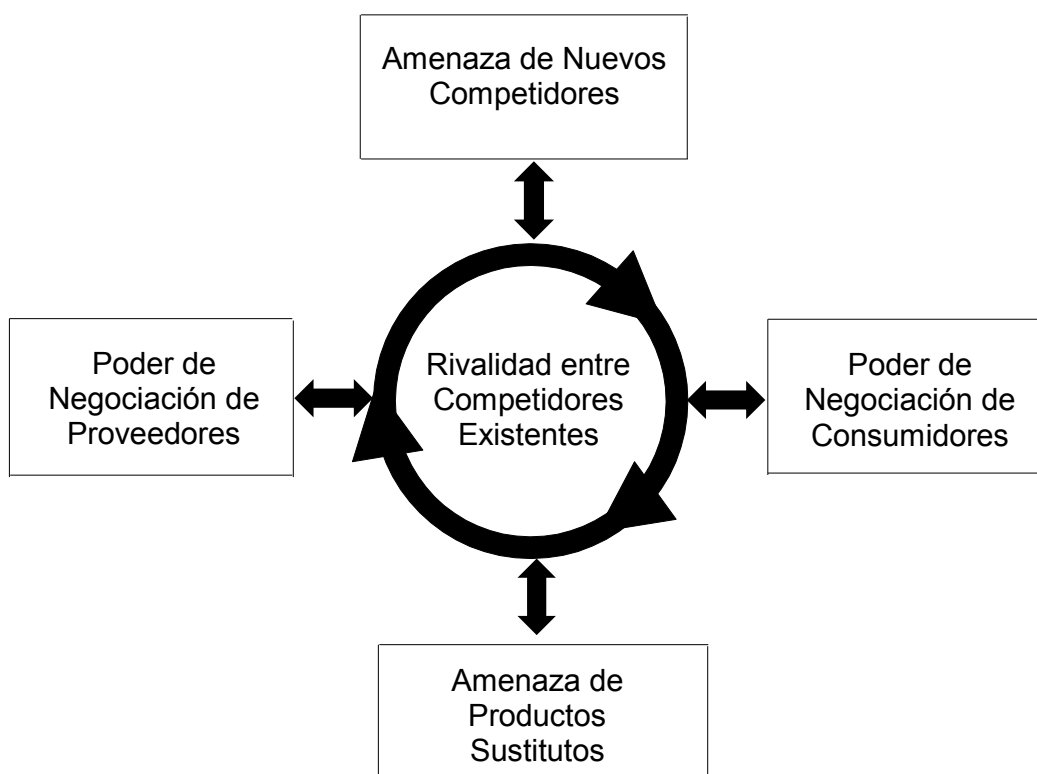 Amenaza de Nuevos
Competidores
Poder de
Negociación de
Proveedores
Rivalidad entre
Competidores
Existentes
Poder de
Negociación de
Consumidores
Amenaza de
Productos
Sustitutos